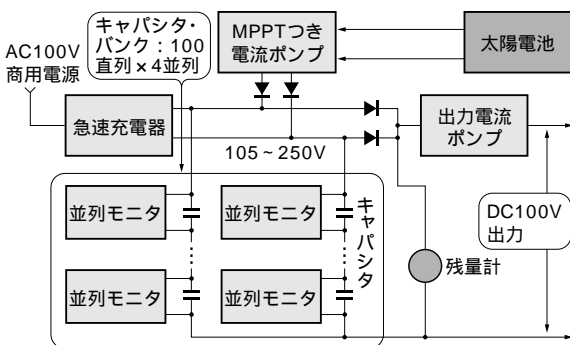 キャパシタ・
バンク：100
直列×4並列
MPPTつき
電流ポンプ
太陽電池
AC100V
商用電源
急速充電器
出力電流
ポンプ
105~250V
並列モニタ
並列モニタ
キャパシタ
DC100V
出力
残量計
並列モニタ
並列モニタ